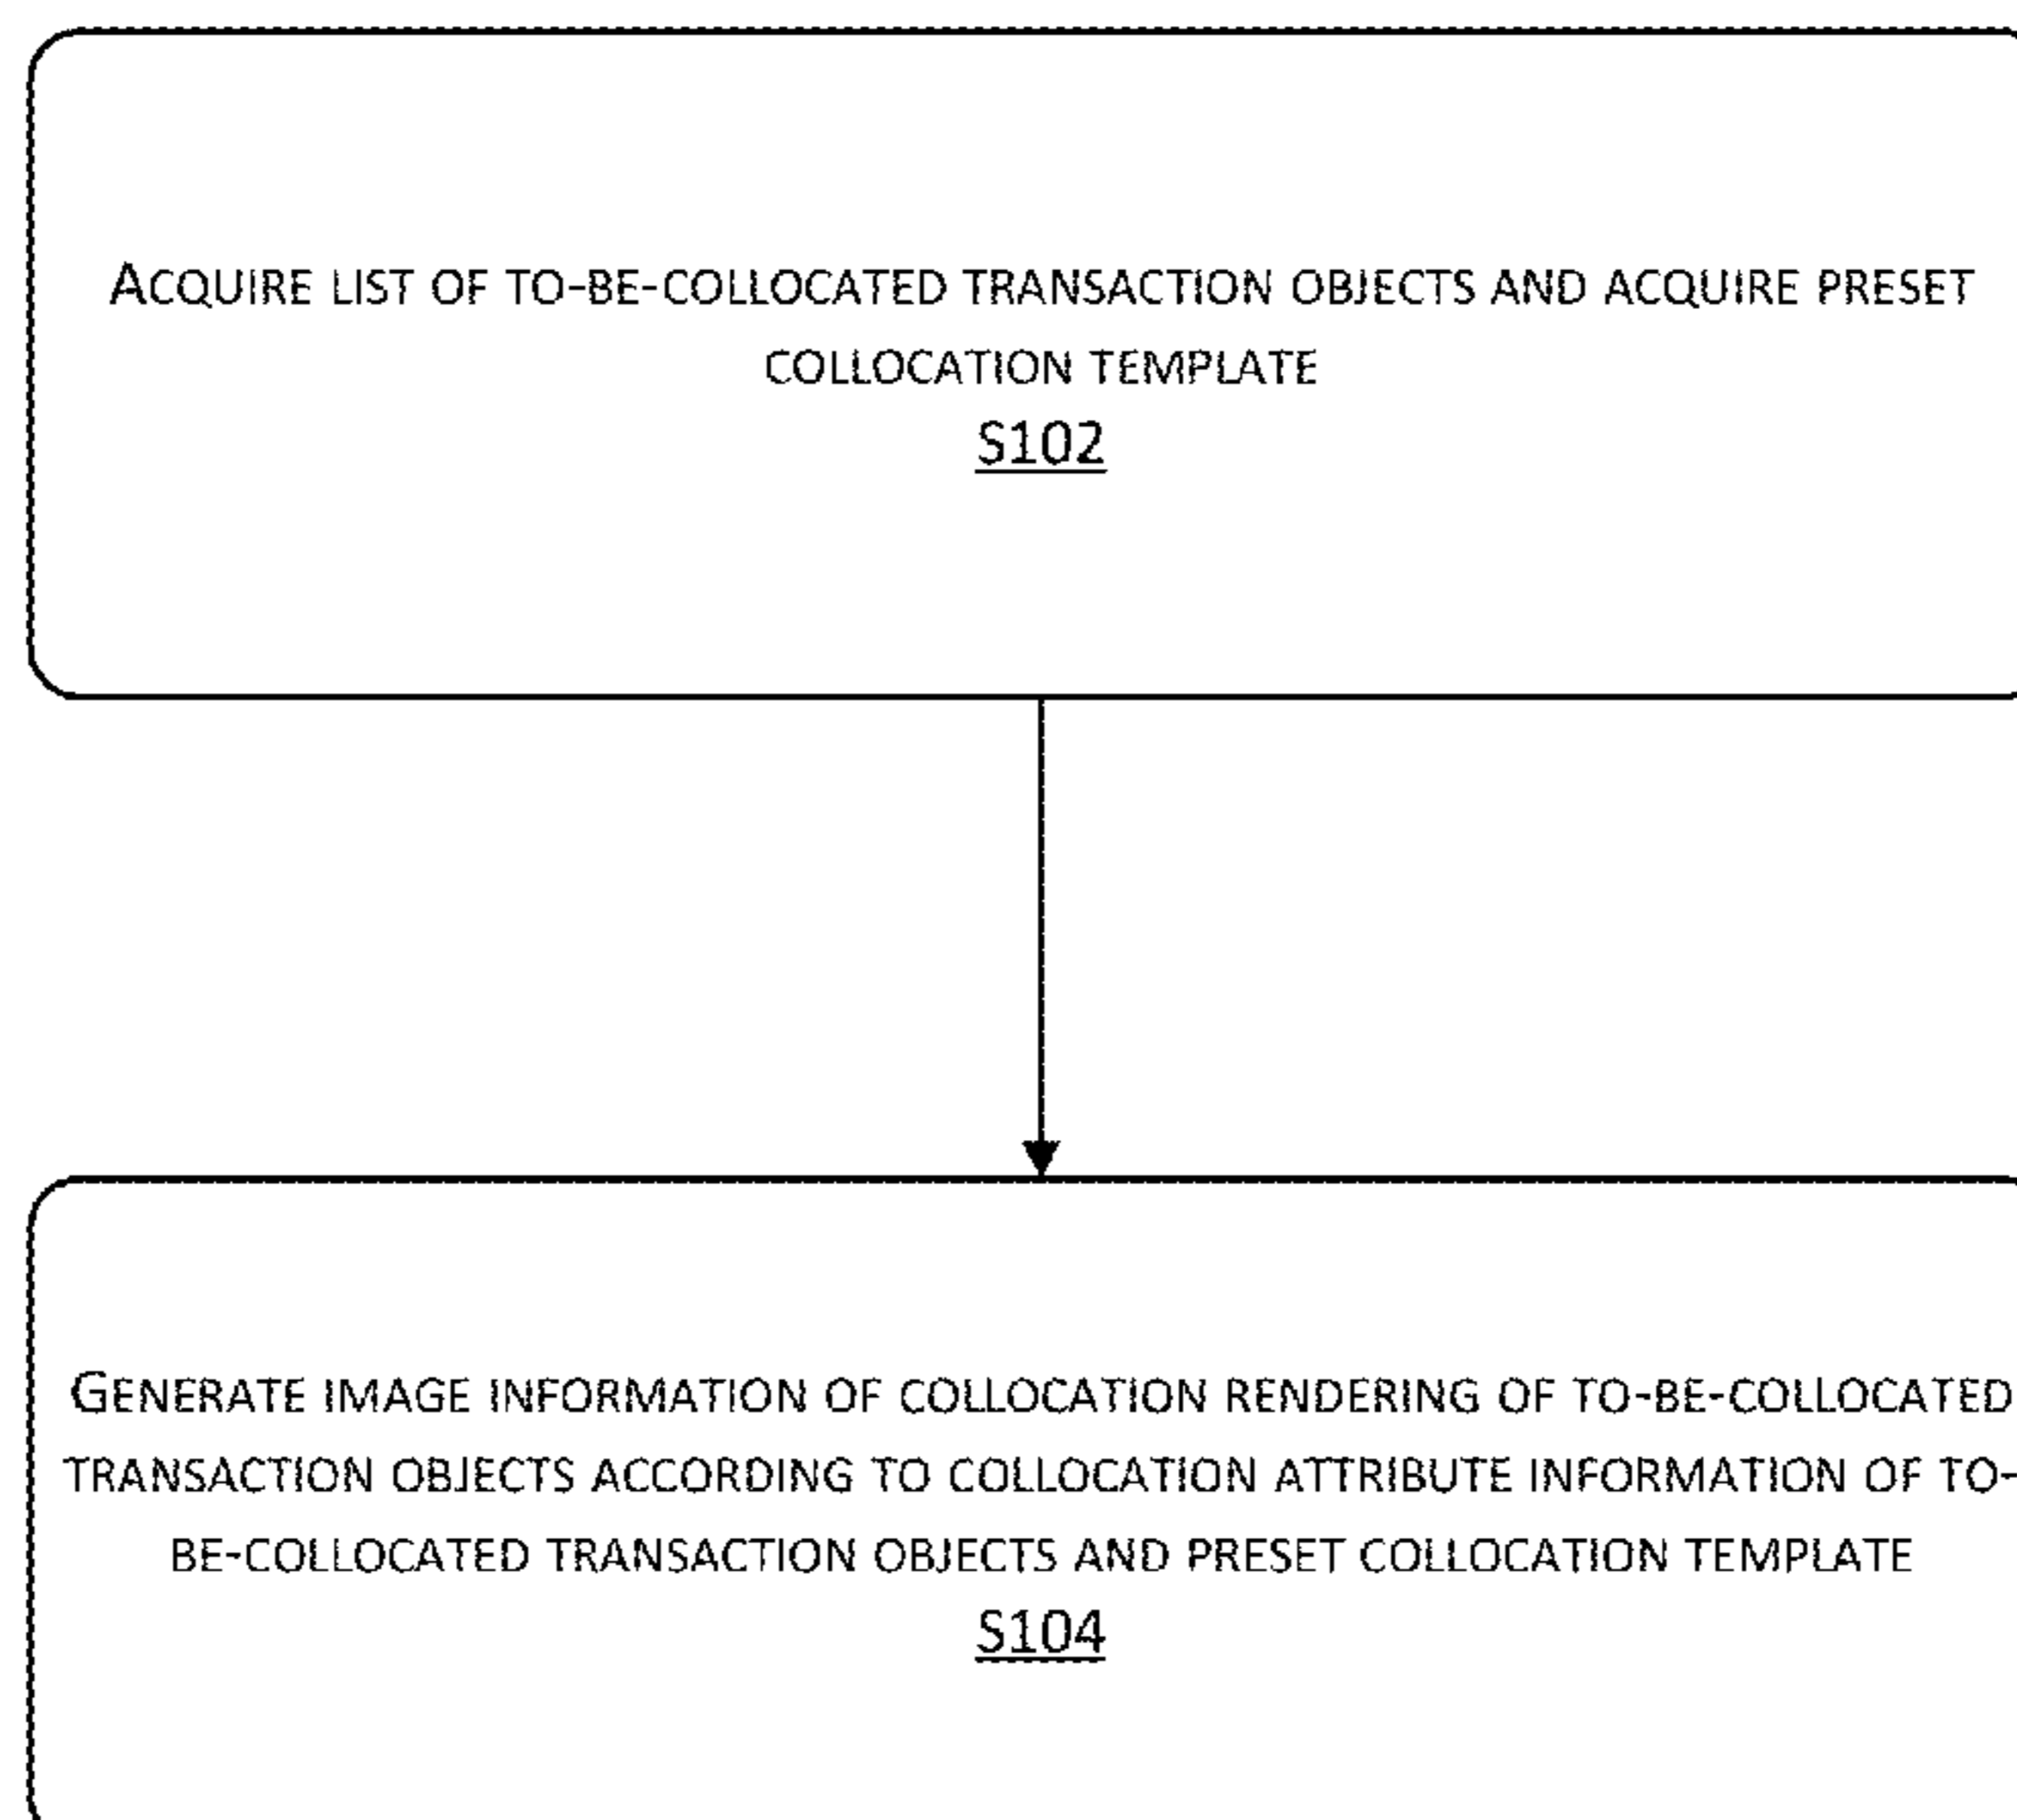 ACQUIRE LIST OF TO-BE-COLLOCATED TRANSACTION OBJECTS AND ACQUIRE PRESET
COLLOCATION TEMPLATE
S102
GENERATE IMAGE INFORMATION OF COLLOCATION RENDERING OF TO-BE-COLLOCATED
TRANSACTION OBJECTS ACCORDING TO COLLOCATION ATTRIBUTE INFORMATION OF TO-
BE-COLLOCATED TRANSACTION OBJECTS AND PRESET COLLOCATION TEMPLATE
S104